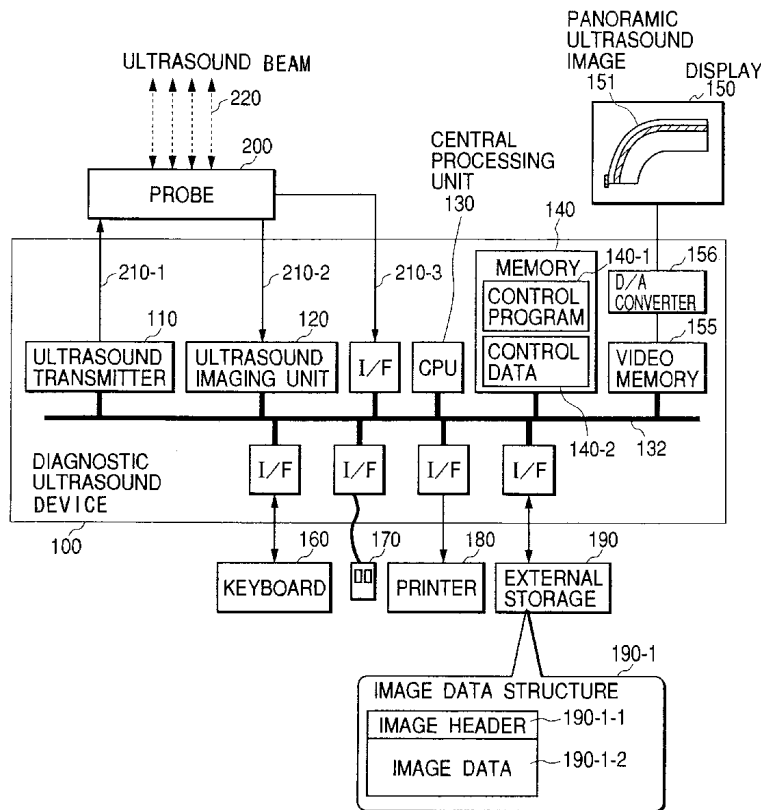 PANORAMIC
ULTRASOUND
IMAGE
151
DISPLAY
150
ULTRASOUND BEAM
220
200
PROBE
CENTRAL
PROCESSING
UNIT
130
210-1
210-2
210-3
140
MEMORY
140-1
CONTROL
PROGRAM
CONTROL
DATA
140-2
156
D/A
CONVERTER
155
VIDEO
MEMORY
110
ULTRASOUND
TRANSMITTER
120
ULTRASOUND
IMAGING UNIT
I/F
CPU
132
I/F
I/F
I/F
I/F
DIAGNOSTIC
ULTRASOUND
DEVICE
100
160
KEYBOARD
170
180
PRINTER
190
EXTERNAL
STORAGE
190-1
IMAGE DATA STRUCTURE
IMAGE HEADER
190-1-1
IMAGE DATA
190-1-2